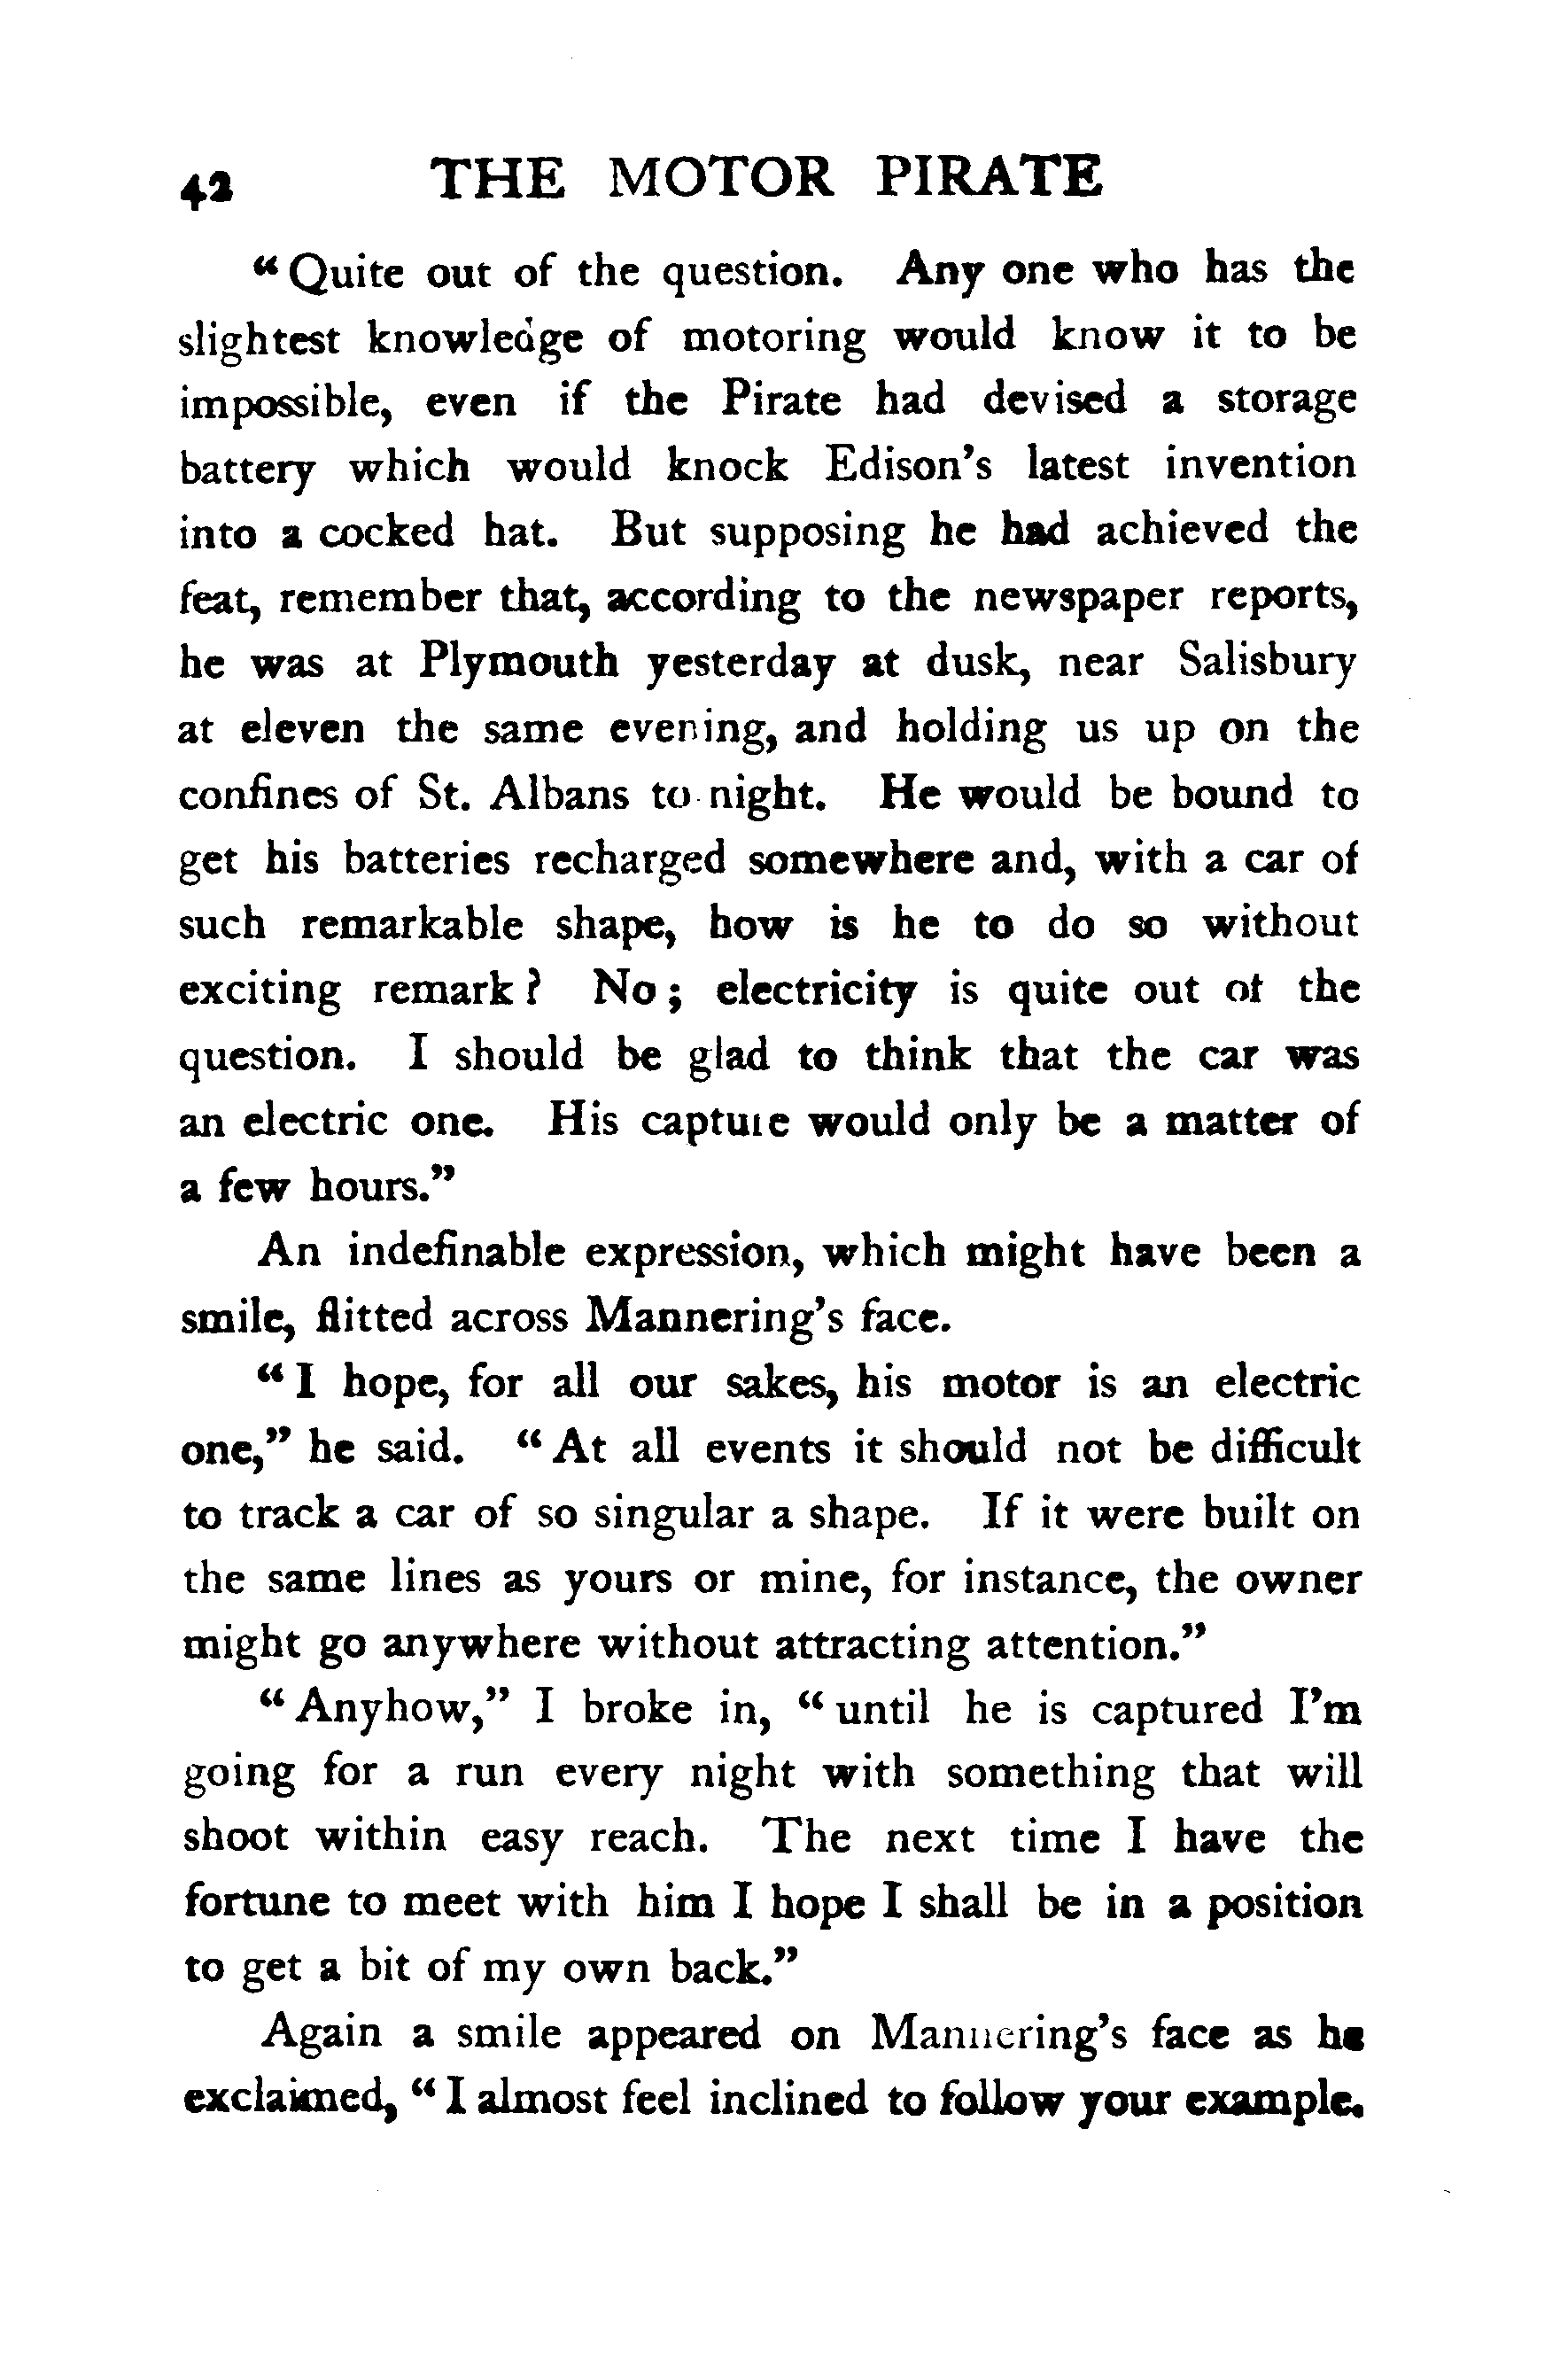 42 THE MOTOR PIRATE
“Quite out of the question. Any one who has the
slightest knowledge of motoring would know it to be
impossible, even if the Pirate had devised a storage
battery which would knock Edison’s latest invention
into a cocked hat. But supposing he had achieved the
feat, remember that, according to the newspaper reports,
he was at Plymouth yesterday at dusk, near Salisbury
at eleven the same evening, and holding us up on the
confines of St. Albans to-night. He would be bound to
get his batteries recharged somewhere and, with a car of
such remarkable shape, how is he to do so without
exciting remark? No; electricity is quite out of the
question. I should be glad to think that the car was
an electric one. His capture would only be a matter of
a few hours.”
An indefinable expression, which might have been a
smile, flitted across Mannering’s face.
“I hope, for all our sakes, his motor is an electric
one,” he said. “At all events it should not be difficult
to track a car of so singular a shape. If it were built on
the same lines as yours or mine, for instance, the owner
might go anywhere without attracting attention.”
“Anyhow,” I broke in, “until he is captured I’m
going for a run every night with something that will
shoot within easy reach. The next time I have the
fortune to meet with him I hope I shall be in a position
to get a bit of my own back.”
Again a smile appeared on Mannering’s face as he
exclaimed, “I almost feel inclined to follow your example.